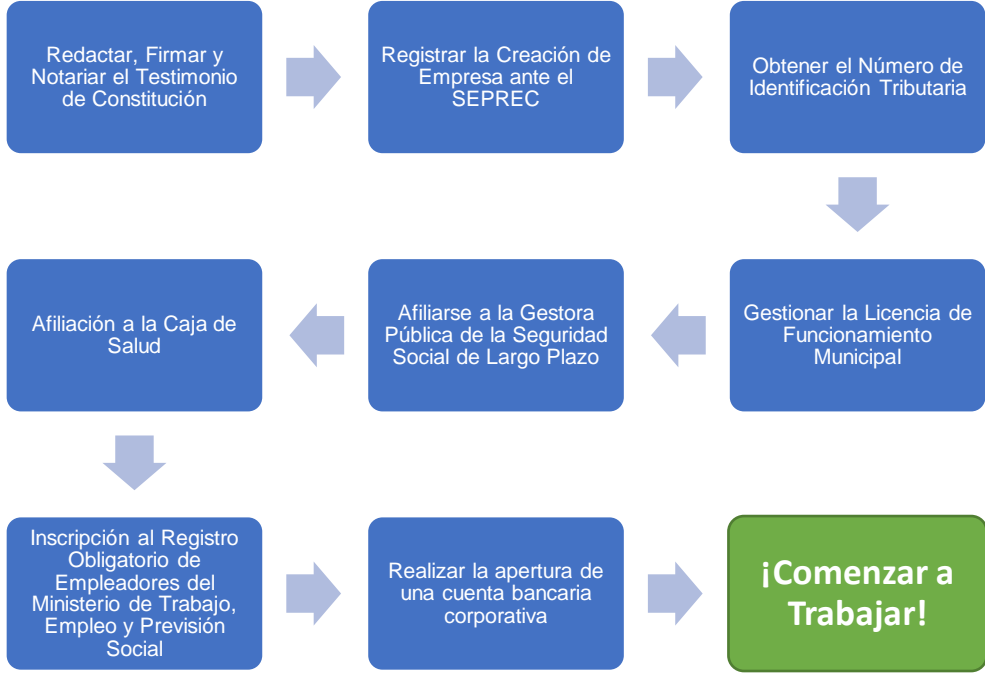 Redactar, Firmar y
Notariar el Testimonio
de Constitución
Registrar la Creación de
Empresa ante el
SEPREC
Obtener el Número de
Identificación Tributaria
Gestionar la Licencia de
Funcionamiento
Municipal
Afiliarse a la Gestora
Pública de la Seguridad
Social de Largo Plazo
Afiliación a la Caja de
Salud
Inscripción al Registro
Obligatorio de
Empleadores del
Ministerio de Trabajo,
Empleo y Previsión
Social
Realizar la apertura de
una cuenta bancaria
corporativa
¡Comenzar a
Trabajar!